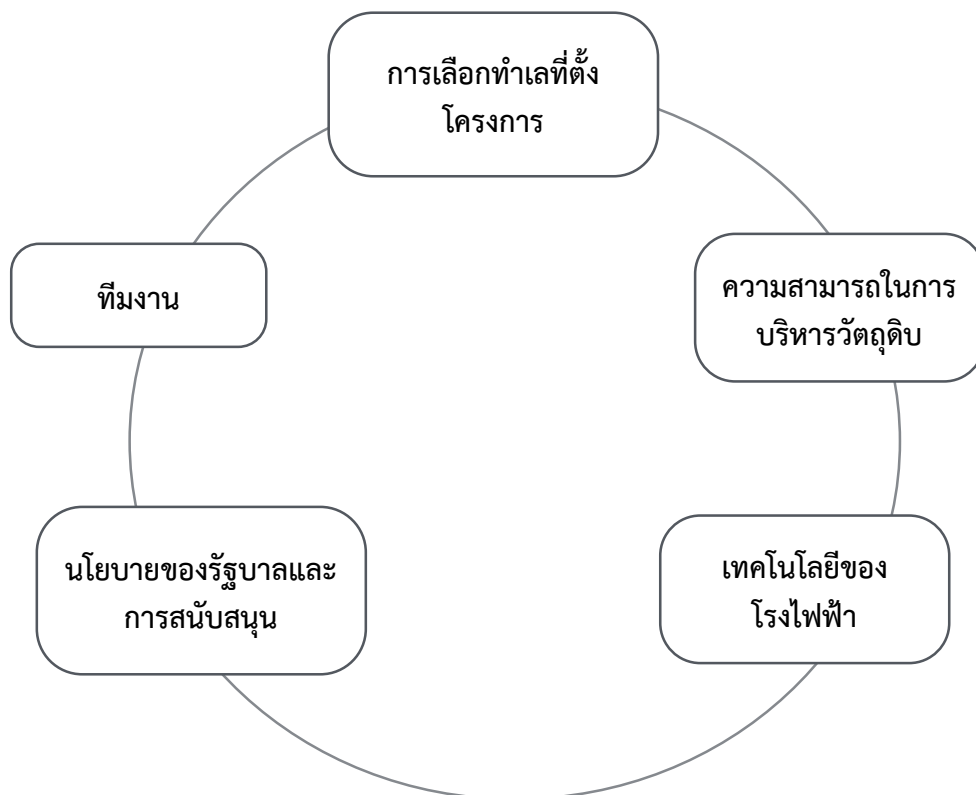 การเลือกทำเลที่ตั้ง
โครงการ
ความสามารถในการ
บริหารวัตถุดิบ
เทคโนโลยีของ
โรงไฟฟ้า
นโยบายของรัฐบาลและ
การสนับสนุน
ทีมงาน